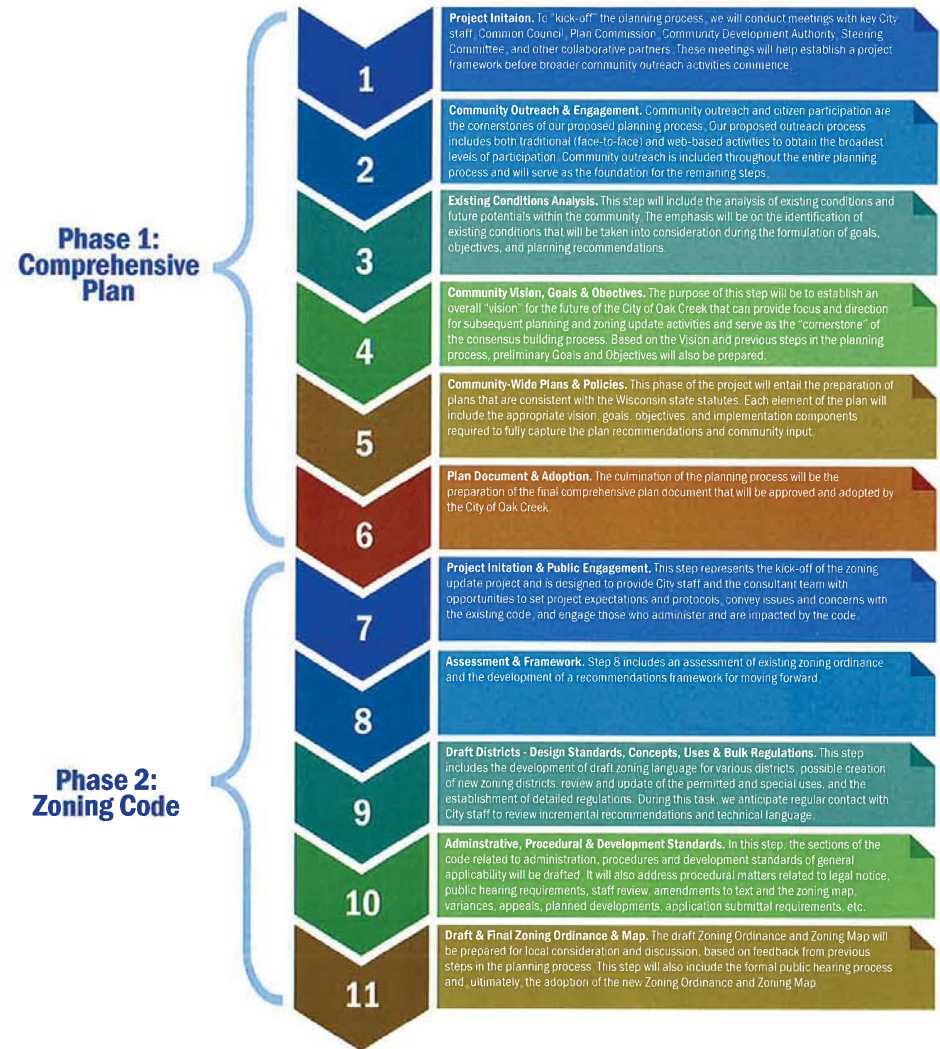 Phase 1:
Comprehensive
Plan
1
Project Initaion. To "kick-off" the planning process, we will conduct meetings with key City
staff, Common Council, Plan Commission, Community Development Authority, Steering
Committee, and other collaborative partners. These meetings will help establish a project
framework before broader community outreach activities commence.
2
Community Outreach & Engagement. Community outreach and citizen participation are
the cornerstones of our proposed planning process. Our proposed outreach process
includes both traditional (face-to-face) and web-based activities to obtain the broadest
levels of participation. Community outreach is included throughout the entire planning
process and will serve as the foundation for the remaining steps.
3
Existing Conditions Analysis. This step will include the analysis of existing conditions and
future potentials within the community. The emphasis will be on the identification of
existing conditions that will be taken into consideration during the formulation of goals,
objectives, and planning recommendations.
4
Community Vision, Goals & Obectives. The purpose of this step will be to establish an
overall "vision" for the future of the City of Oak Creek that can provide focus and direction
for subsequent planning and zoning update activities and serve as the "cornerstone" of
the consensus building process. Based on the Vision and previous steps in the planning
process, preliminary Goals and Objectives will also be prepared.
5
Community-Wide Plans & Policies. This phase of the project will entail the preparation of
plans that are consistent with the Wisconsin state statutes. Each element of the plan will
include the appropriate vision, goals, objectives, and implementation components
required to fully capture the plan recommendations and community input.
6
Plan Document & Adoption. The culmination of the planning process will be the
preparation of the final comprehensive plan document that will be approved and adopted by
the City of Oak Creek.
Phase 2:
Zoning Code
7
Project Initation & Public Engagement. This step represents the kick-off of the zoning
update project and is designed to provide City staff and the consultant team with
opportunities to set project expectations and protocols, convey issues and concerns with
the existing code, and engage those who administer and are impacted by the code.
8
Assessment & Framework. Step 8 includes an assessment of existing zoning ordinance
and the development of a recommendations framework for moving forward.
9
Draft Districts - Design Standards, Concepts, Uses & Bulk Regulations. This step
includes the development of draft zoning language for various districts, possible creation
of new zoning districts, review and update of the permitted and special uses, and the
establishment of detailed regulations. During this task, we anticipate regular contact with
City staff to review incremental recommendations and technical language.
10
Adminstrative, Procedural & Development Standards. In this step, the sections of the
code related to administration, procedures and development standards of general
applicability will be drafted. It will also address procedural matters related to legal notice,
public hearing requirements, staff review, amendments to text and the zoning map,
variances, appeals, planned developments, application submittal requirements, etc.
11
Draft & Final Zoning Ordinance & Map. The draft Zoning Ordinance and Zoning Map will
be prepared for local consideration and discussion, based on feedback from previous
steps in the planning process. This step will also include the formal public hearing process
and, ultimately, the adoption of the new Zoning Ordinance and Zoning Map.